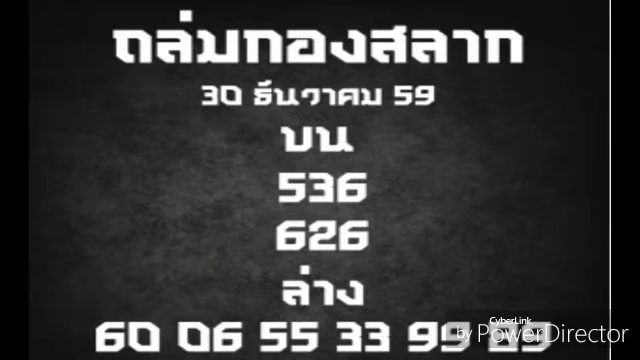 ถล่มกองสลาก
30 ธันวาคม 59
บน
536
626
ล่าง
60 06 55 33 99
CyberLink
by PowerDirector